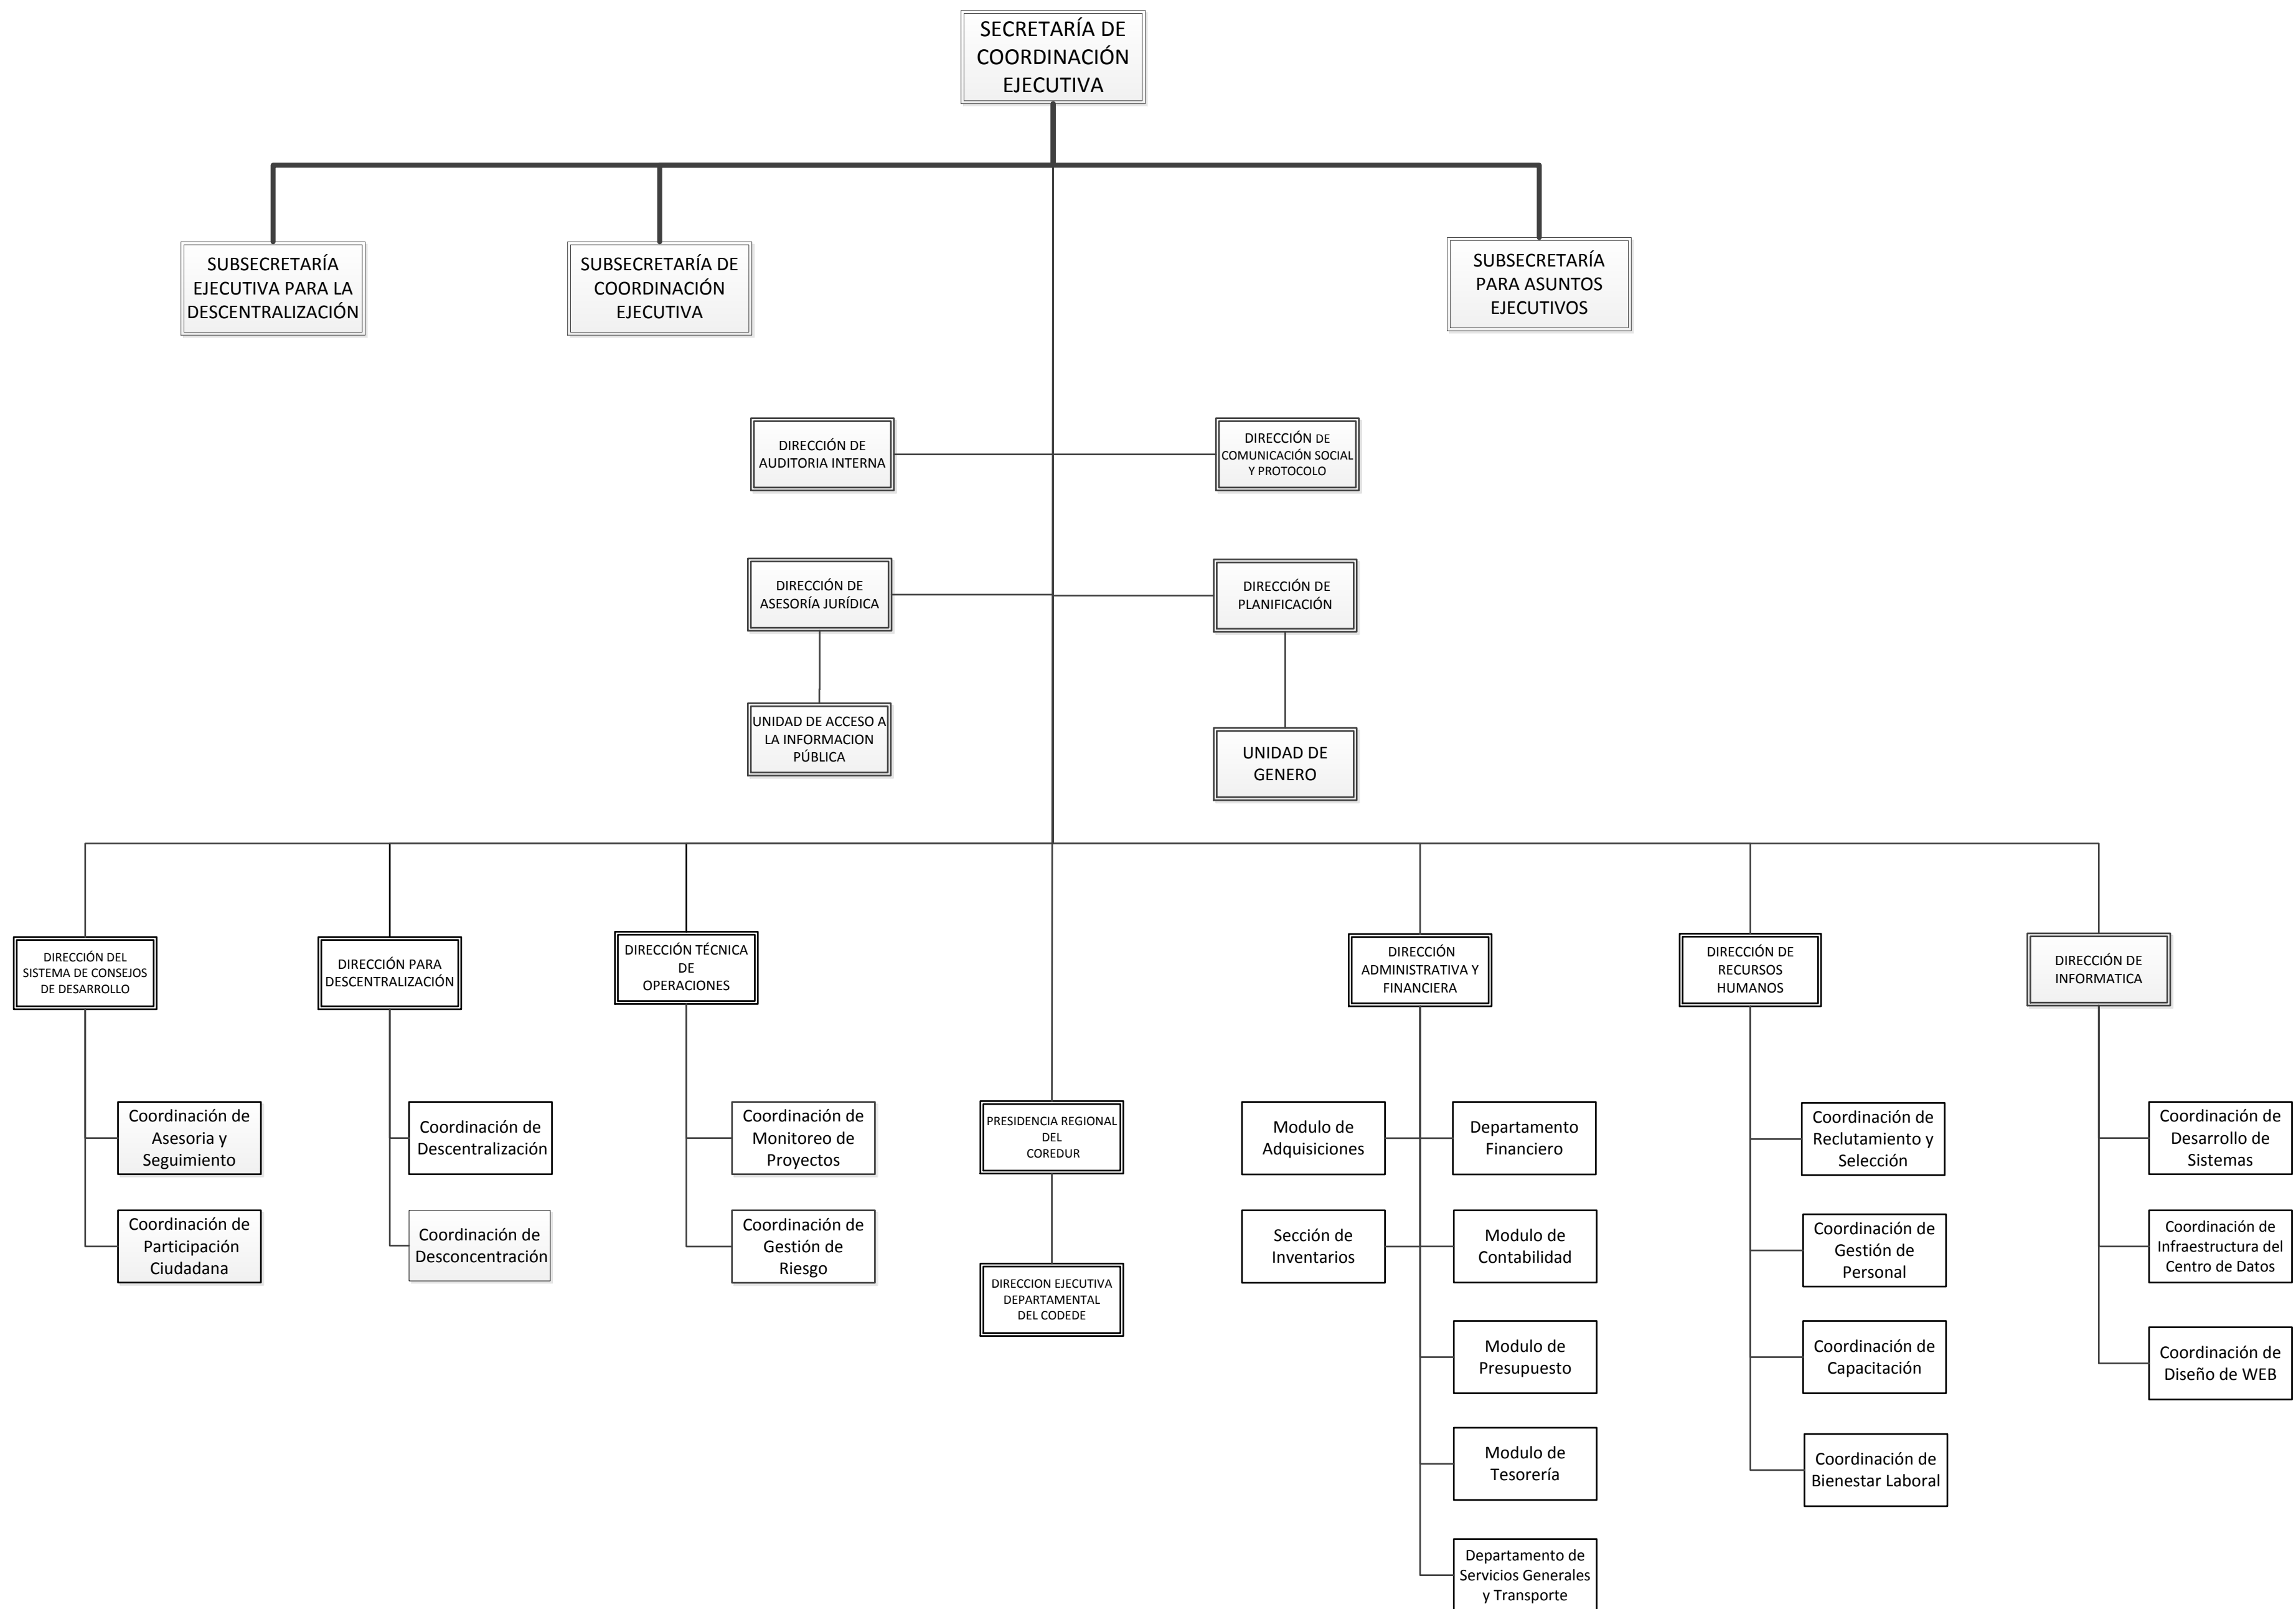 SECRETARÍA DE
COORDINACIÓN
EJECUTIVA
SUBSECRETARÍA
EJECUTIVA PARA LA
DESCENTRALIZACIÓN
SUBSECRETARÍA DE
COORDINACIÓN
EJECUTIVA
SUBSECRETARÍA
PARA ASUNTOS
EJECUTIVOS
DIRECCIÓN DE
AUDITORIA INTERNA
DIRECCIÓN DE
COMUNICACIÓN SOCIAL
Y PROTOCOLO
DIRECCIÓN DE
ASESORÍA JURÍDICA
DIRECCIÓN DE
PLANIFICACIÓN
UNIDAD DE ACCESO A
LA INFORMACION
PÚBLICA
UNIDAD DE
GENERO
DIRECCIÓN DEL
SISTEMA DE CONSEJOS
DE DESARROLLO
DIRECCIÓN PARA
DESCENTRALIZACIÓN
DIRECCIÓN TÉCNICA
DE
OPERACIONES
DIRECCIÓN
ADMINISTRATIVA Y
FINANCIERA
DIRECCIÓN DE
RECURSOS
HUMANOS
DIRECCIÓN DE
INFORMATICA
Coordinación de
Asesoria y
Seguimiento
Coordinación de
Descentralización
Coordinación de
Monitoreo de
Proyectos
PRESIDENCIA REGIONAL
DEL
COREDUR
Modulo de
Adquisiciones
Departamento
Financiero
Coordinación de
Reclutamiento y
Selección
Coordinación de
Desarrollo de
Sistemas
Coordinación de
Participación
Ciudadana
Coordinación de
Desconcentración
Coordinación de
Gestión de
Riesgo
DIRECCION EJECUTIVA
DEPARTAMENTAL
DEL CODEDE
Sección de
Inventarios
Modulo de
Contabilidad
Coordinación de
Gestión de
Personal
Coordinación de
Infraestructura del
Centro de Datos
Modulo de
Presupuesto
Coordinación de
Capacitación
Coordinación de
Diseño de WEB
Modulo de
Tesorería
Coordinación de
Bienestar Laboral
Departamento de
Servicios Generales
y Transporte